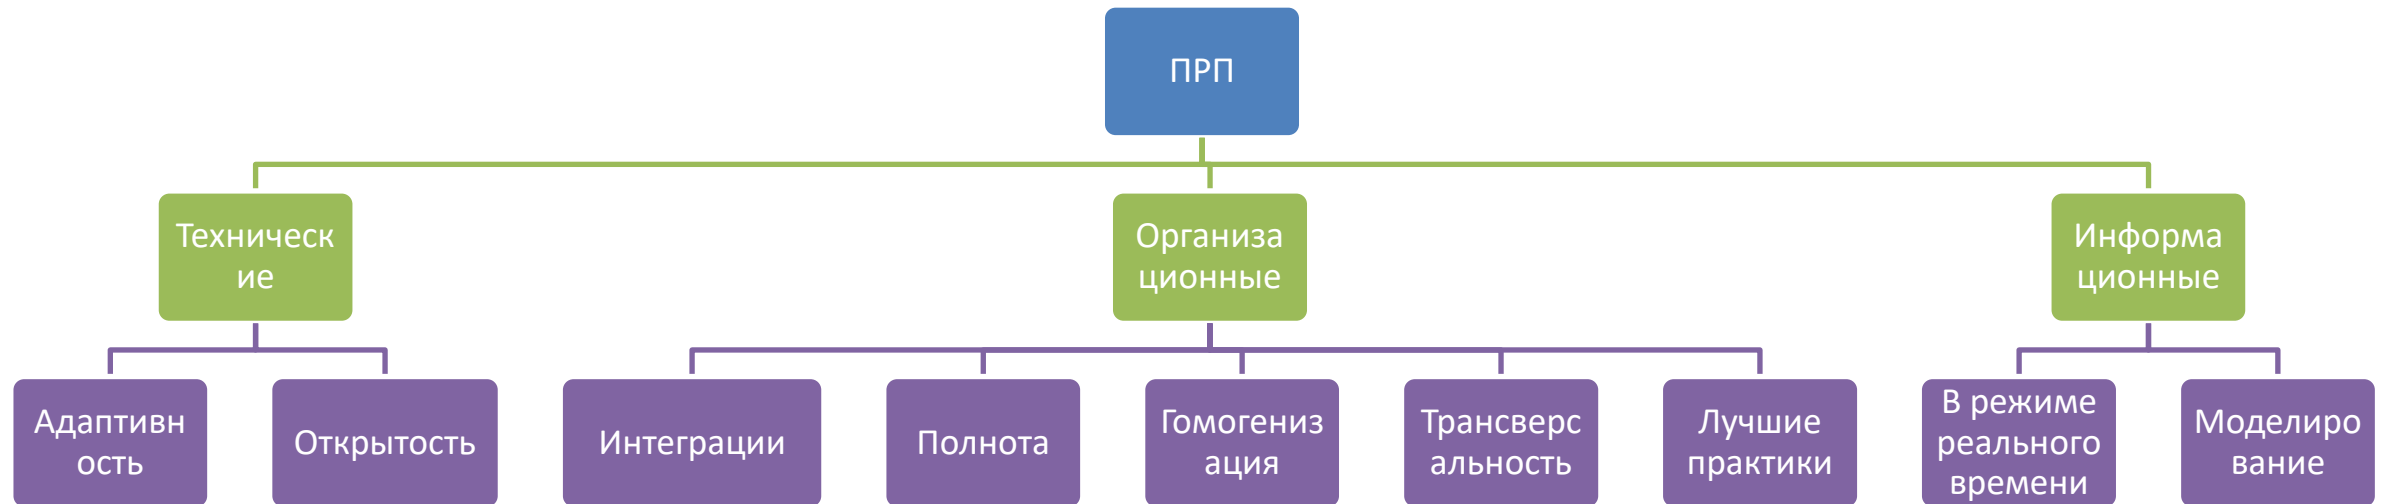 ПРП
Техническ
ие
Организа
ционные
Информа
ционные
Адаптивн
ость
Открытость
Интеграции
Полнота
Гомогениз
ация
Трансверс
альность
Лучшие
практики
В режиме
реального
времени
Моделиро
вание